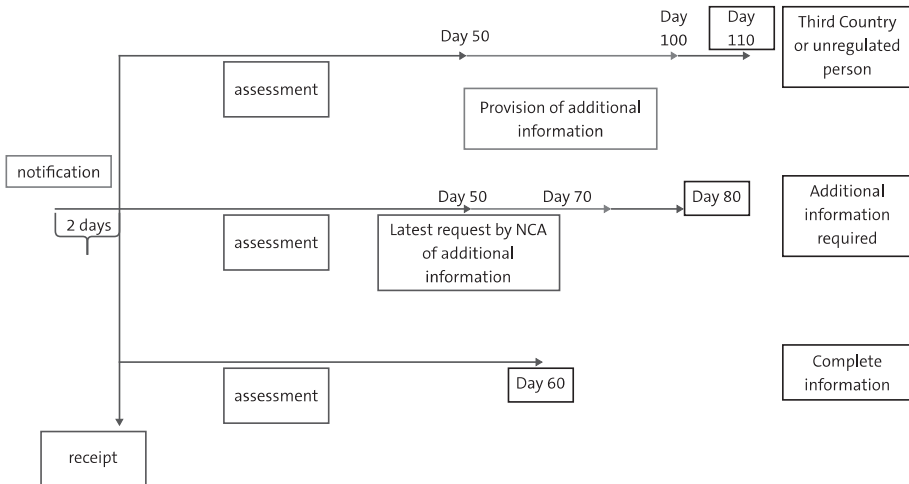 Day 50
Day
100
Day
110
Third Country
or unregulated
person
assessment
Provision of additional
information
notification
2 days
Day 50
Day 70
Day 80
Additional
information
required
assessment
Latest request by NCA
of additional
information
Complete
information
assessment
Day 60
receipt